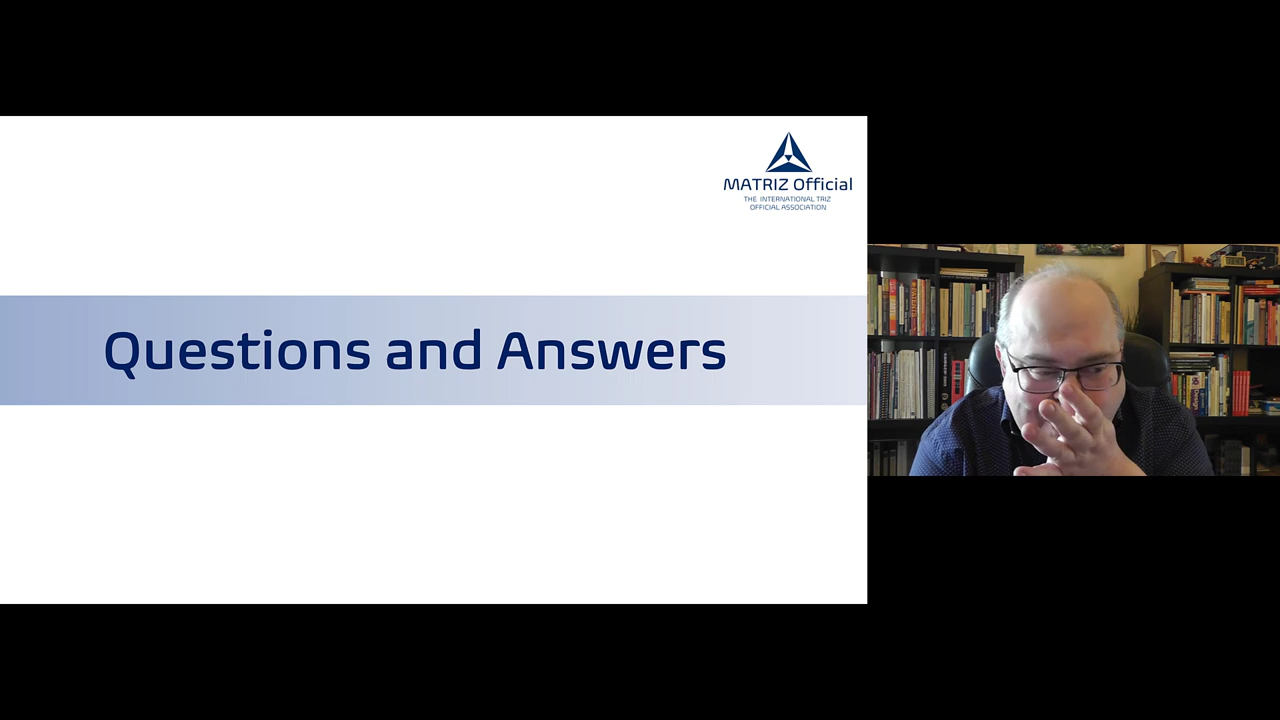 MATRIZ Official
THE INTERNATIONAL TRIZ
OFFICIAL ASSOCIATION
Questions and Answers